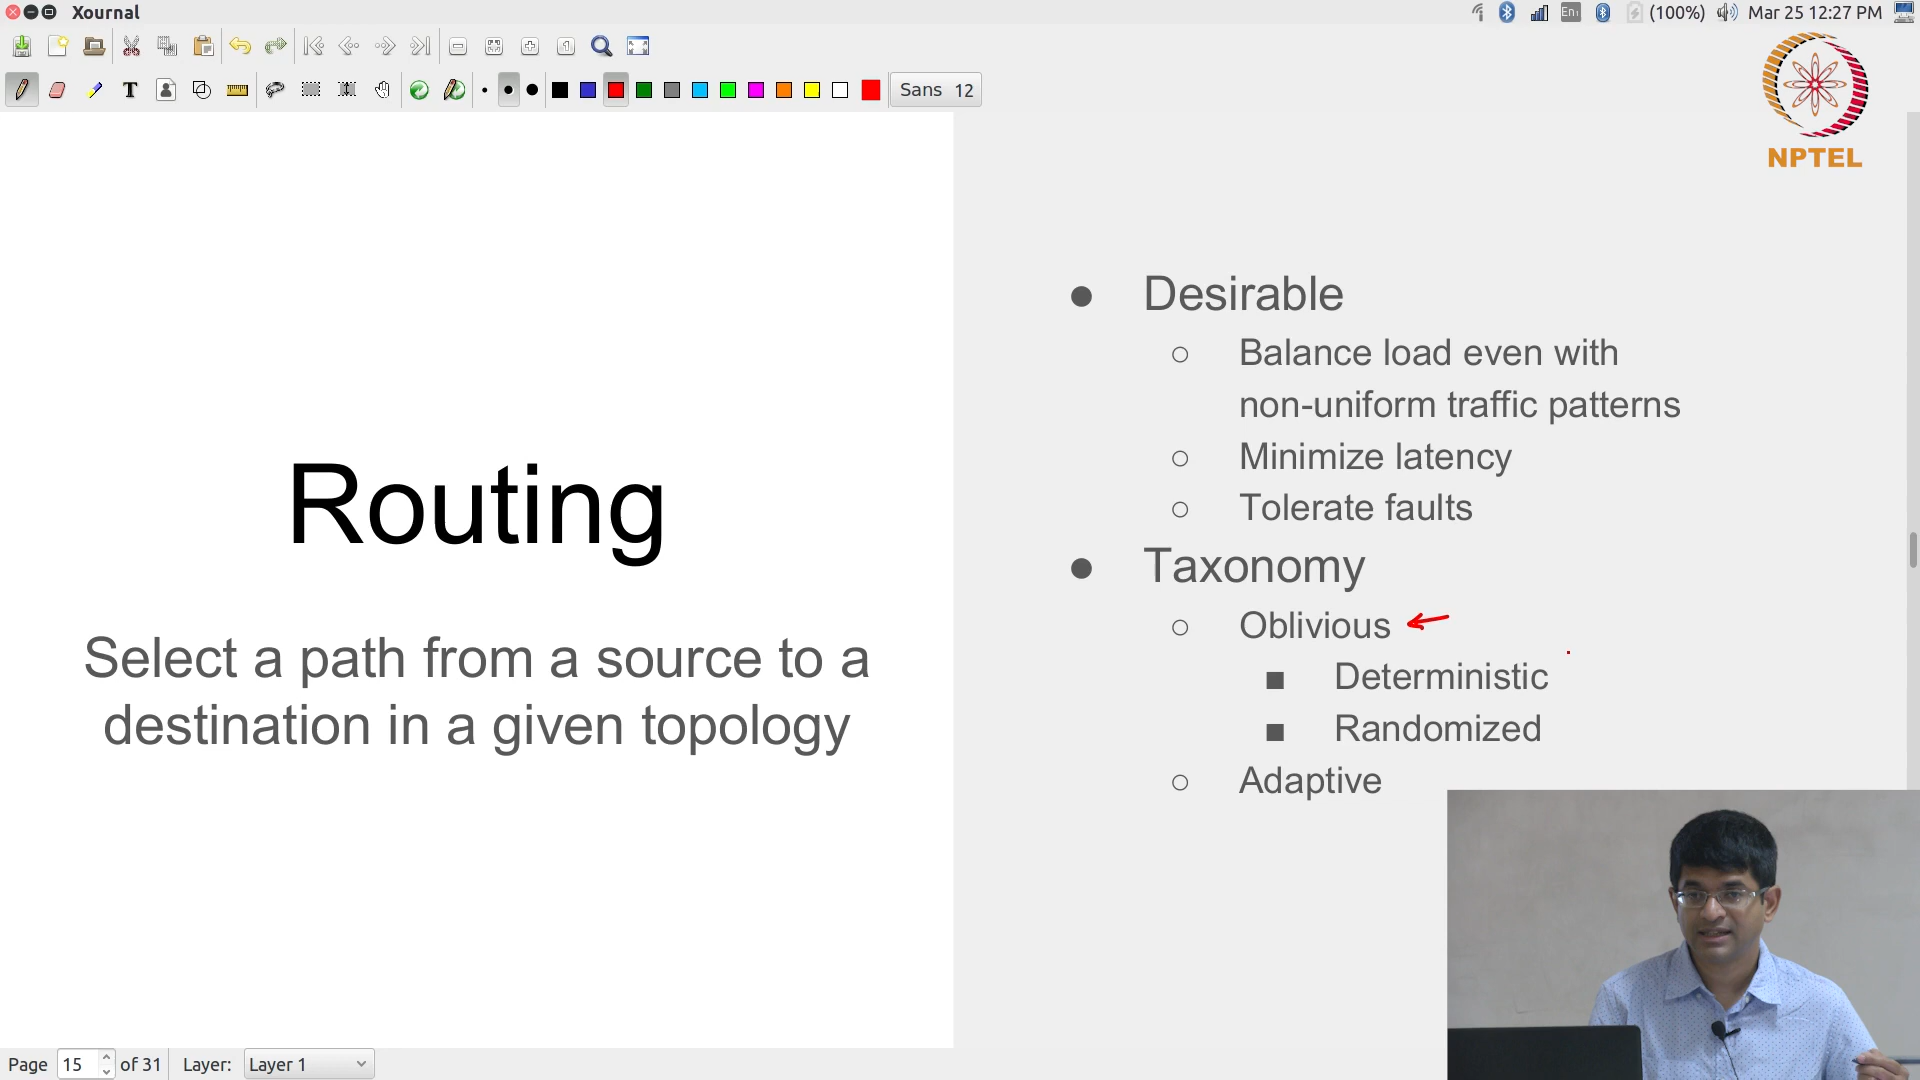 Xournal
En1
(100%)
Mar 25 12:27 PM
T
Sans 12
NPTEL
Routing
Select a path from a source to a
destination in a given topology
● Desirable
○ Balance load even with
non-uniform traffic patterns
○ Minimize latency
○ Tolerate faults
● Taxonomy
○ Oblivious
■ Deterministic
■ Randomized
○ Adaptive
Page 15 of 31 Layer: Layer 1